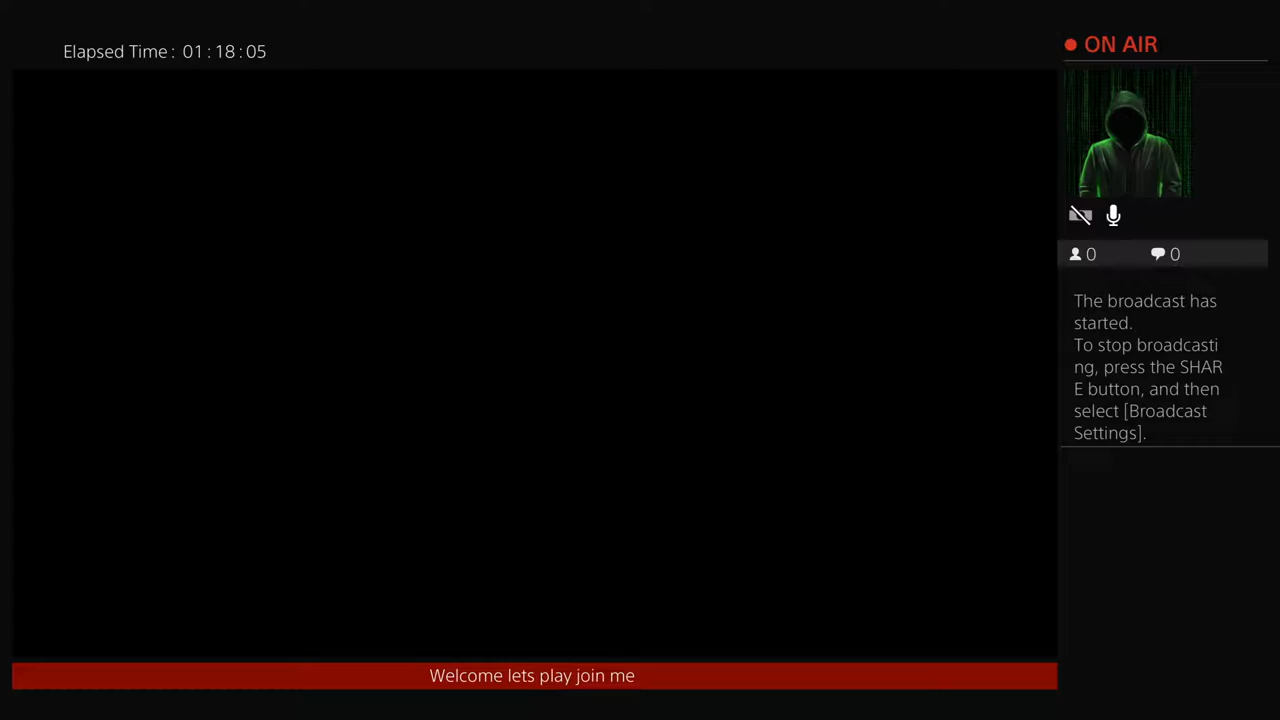 Elapsed Time: 01:18:05
ON AIR
0 0
The broadcast has
started.
To stop broadcasti
ng, press the SHAR
E button, and then
select [Broadcast
Settings].
Welcome lets play join me